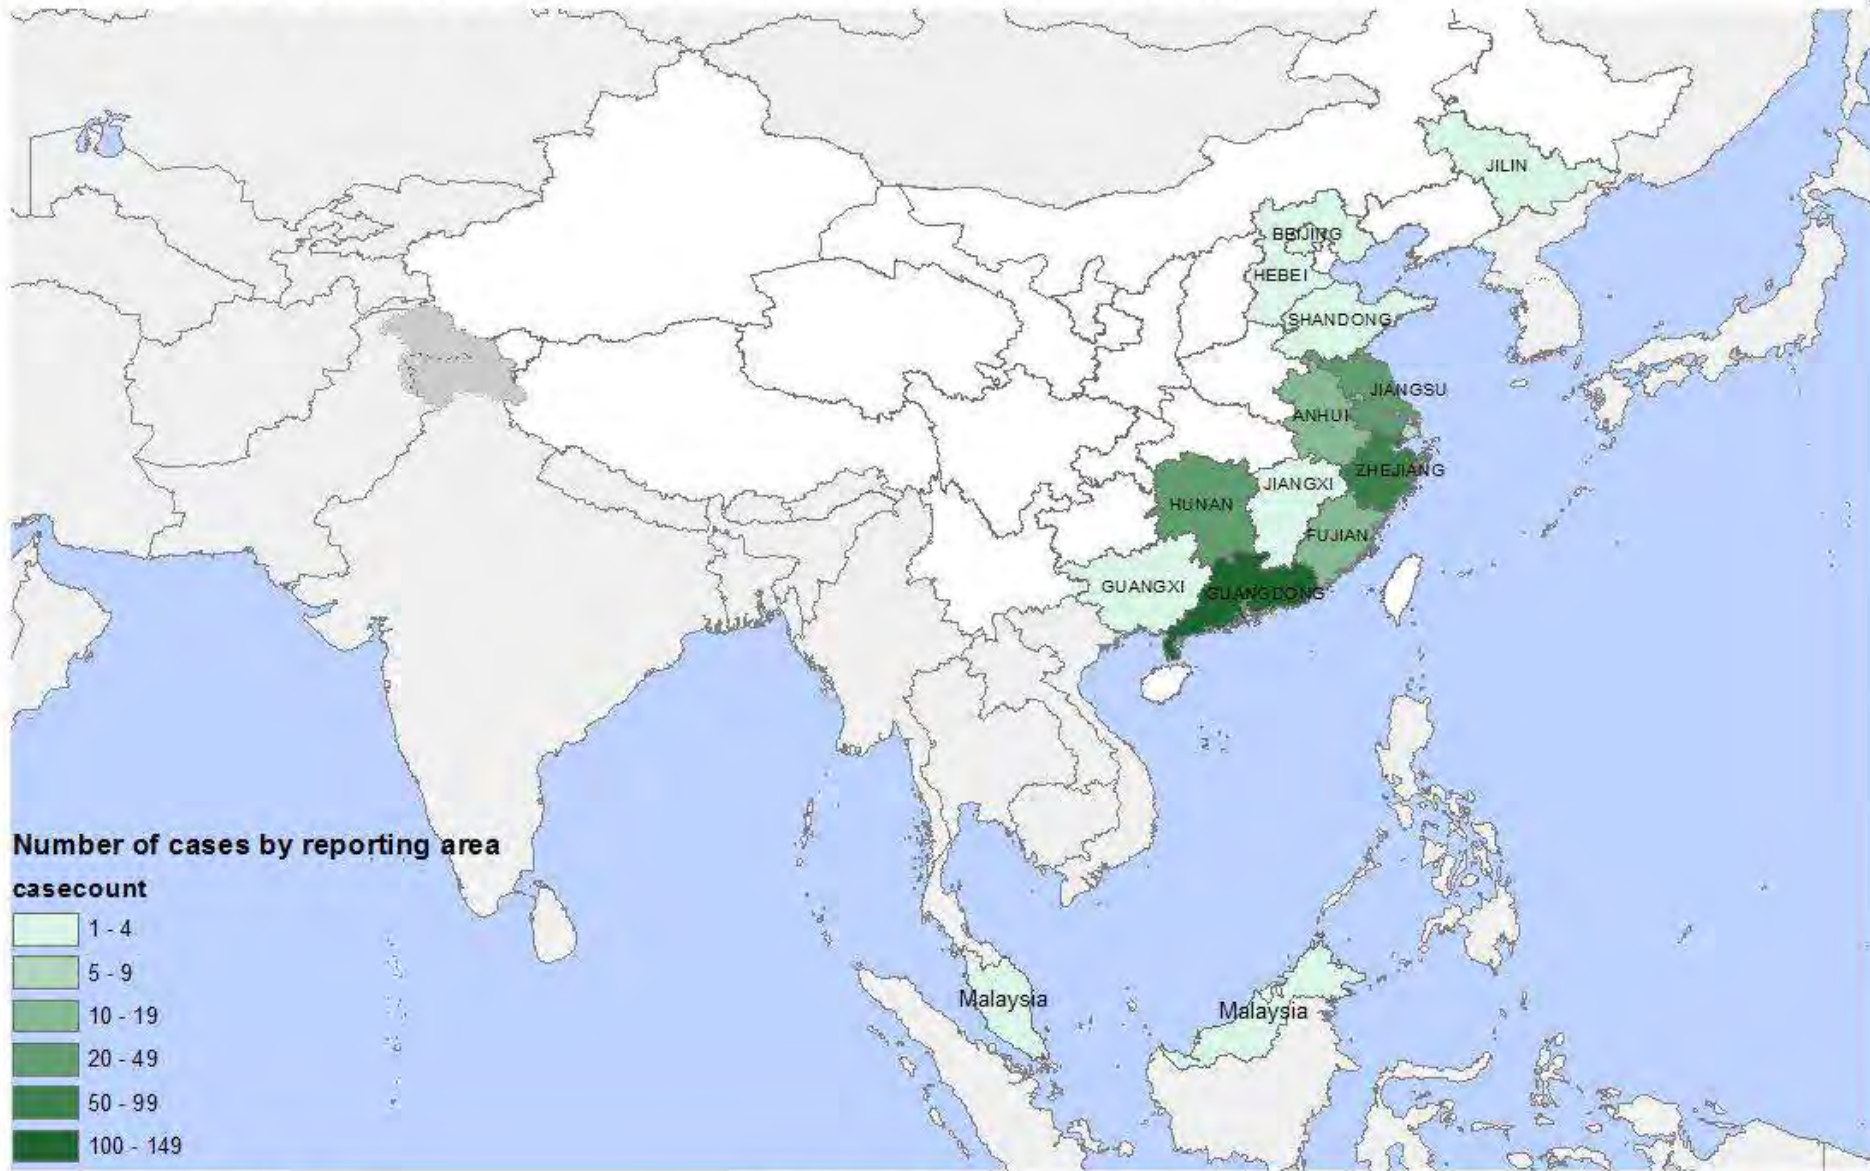 JILIN
BEIJING
HEBEI
SHANDONG
JIANGSU
ANHUI
ZHEJIANG
JIANGXI
HUNAN
FUJIAN
GUANGXI
GUANGDONG
Number of cases by reporting area
casecount
1 - 4
5 - 9
10 - 19
20 - 49
50 - 99
100 - 149
Malaysia
Malaysia